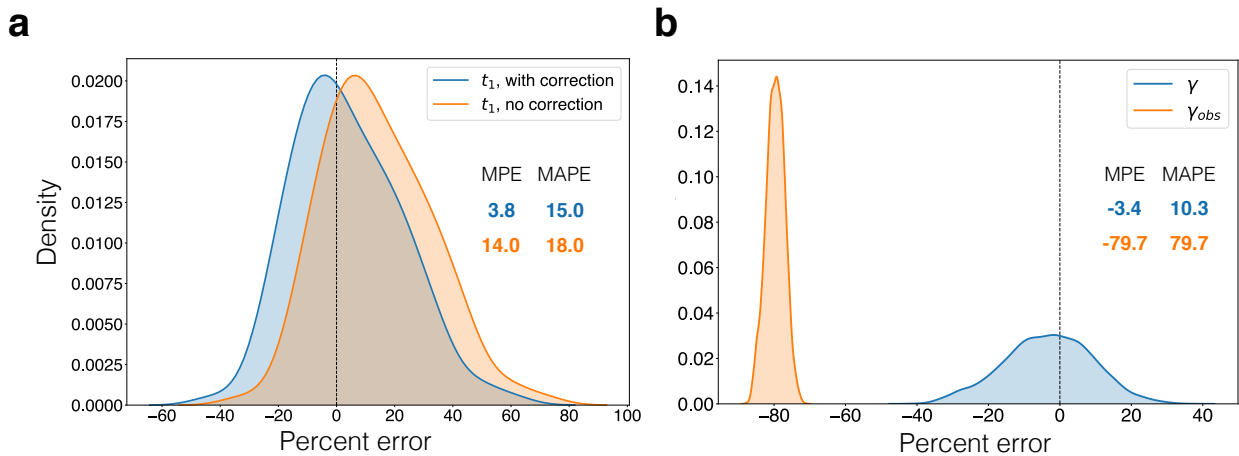 a
0.0200
0.0175
0.0150
0.0125
0.0100
0.0075
0.0050
0.0025
0.0000
Density
−60 −40 −20 0 20 40 60 80 100
Percent error
t₁, with correction
t₁, no correction
MPE MAPE
3.8 15.0
14.0 18.0
b
0.14
0.12
0.10
0.08
0.06
0.04
0.02
0.00
−80 −60 −40 −20 0 20 40
Percent error
γ
γobs
MPE MAPE
-3.4 10.3
-79.7 79.7